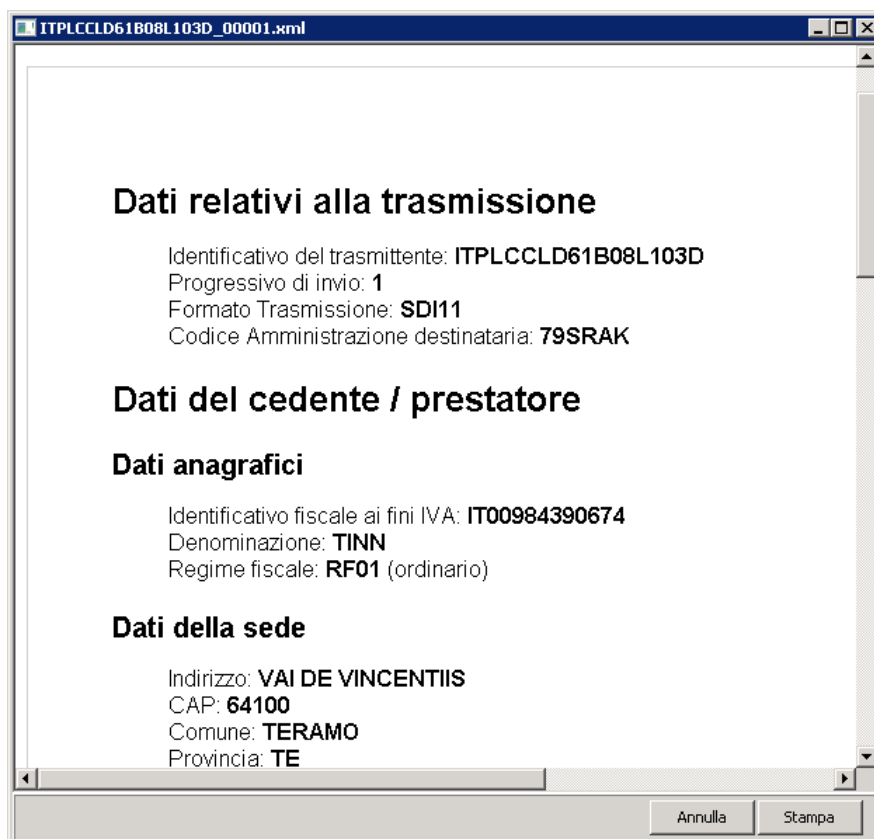 ITPLCCLD61B08L103D_00001.xml
Dati relativi alla trasmissione
Identificativo del trasmittente: ITPLCCLD61B08L103D
Progressivo di invio: 1
Formato Trasmissione: SDI11
Codice Amministrazione destinataria: 79SRAK
Dati del cedente / prestatore
Dati anagrafici
Identificativo fiscale ai fini IVA: IT00984390674
Denominazione: TINN
Regime fiscale: RF01 (ordinario)
Dati della sede
Indirizzo: VAI DE VINCENTIIS
CAP: 64100
Comune: TERAMO
Provincia: TE
Annulla Stampa